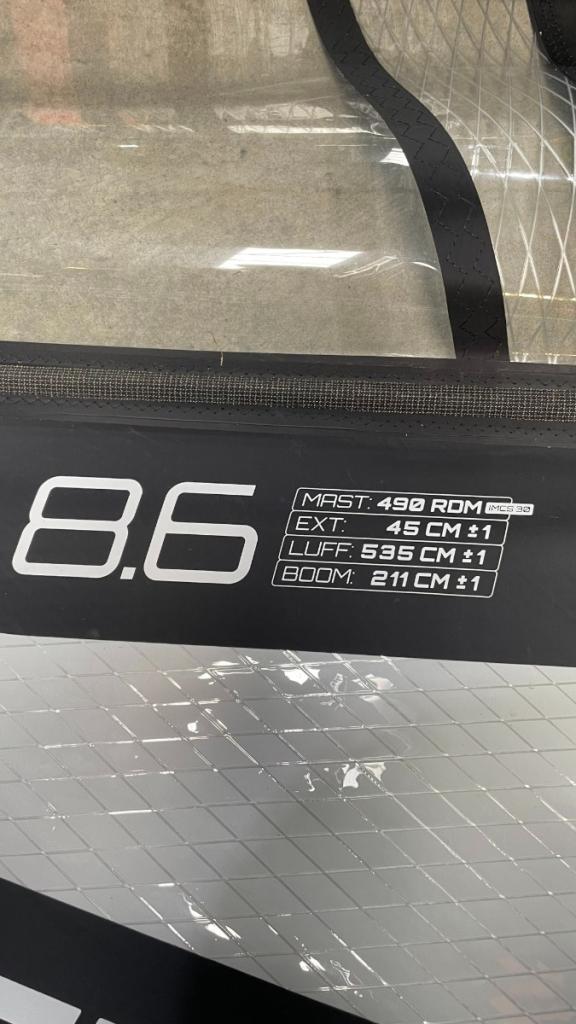 8.6
MAST: 490 RDM IMCS 30
EXT: 45 CM ±1
LUFF: 535 CM ±1
BOOM: 211 CM ±1